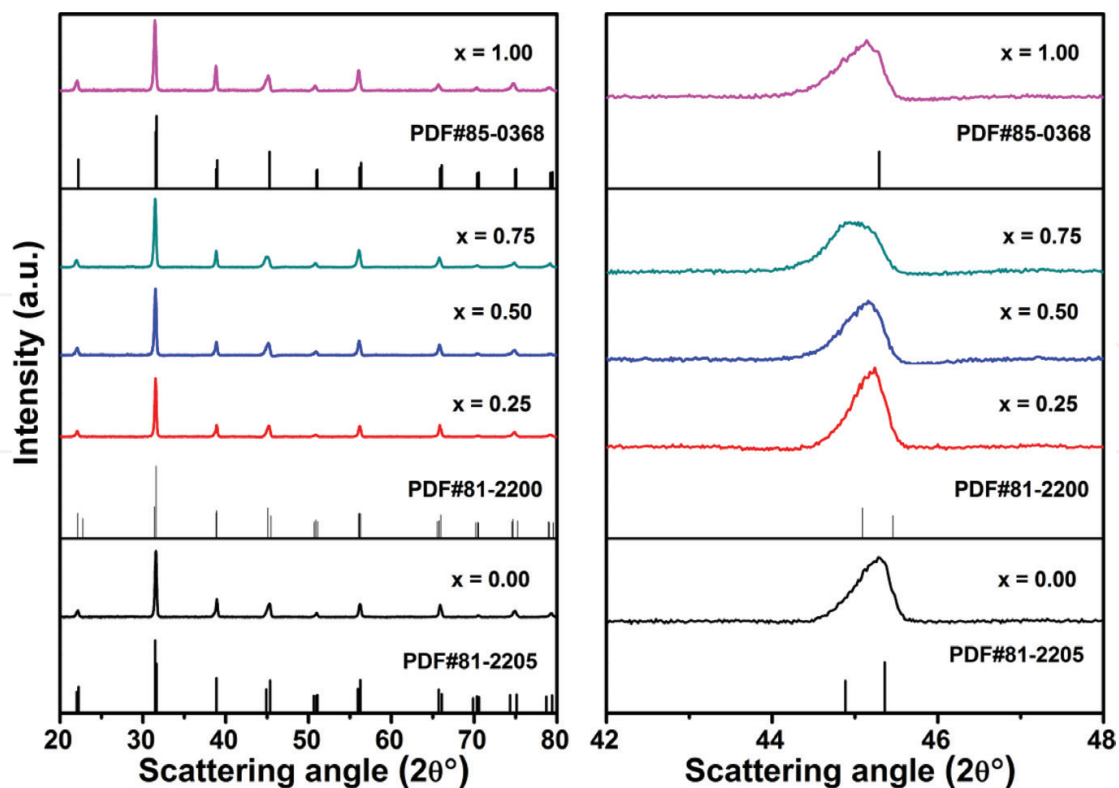 Intensity (a.u.)
x = 1.00
PDF#85-0368
x = 0.75
x = 0.50
x = 0.25
PDF#81-2200
x = 0.00
PDF#81-2205
20 30 40 50 60 70 80
Scattering angle (2θ°)
x = 1.00
PDF#85-0368
x = 0.75
x = 0.50
x = 0.25
PDF#81-2200
x = 0.00
PDF#81-2205
42 44 46 48
Scattering angle (2θ°)